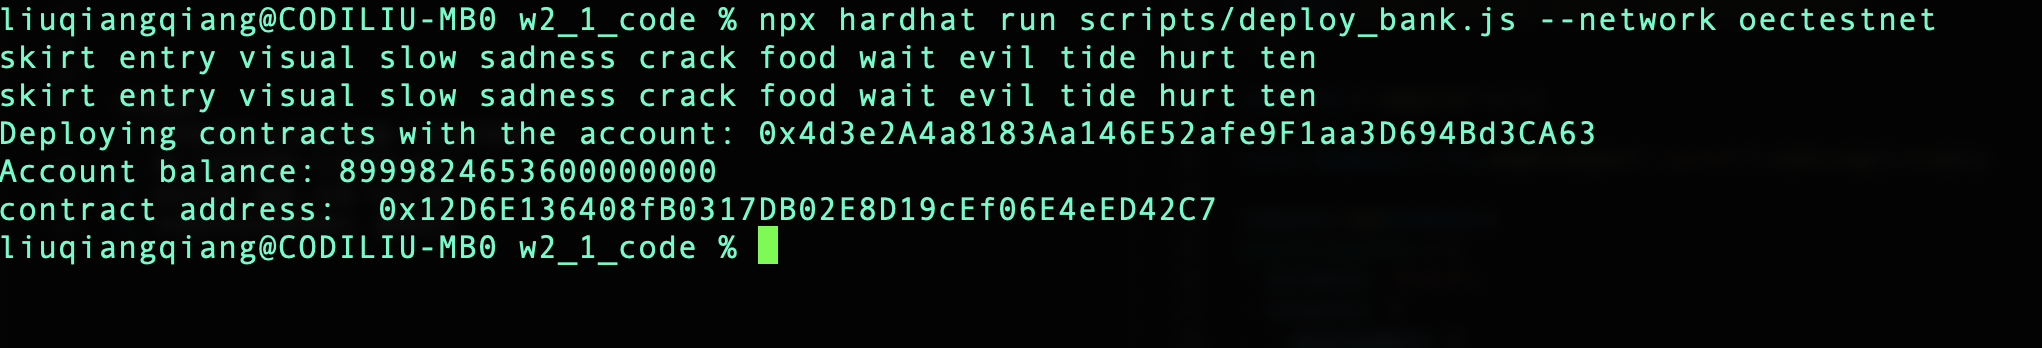 liuqiangqiang@CODILIU-MB0 w2_1_code % npx hardhat run scripts/deploy_bank.js --network oectestnet
skirt entry visual slow sadness crack food wait evil tide hurt ten
skirt entry visual slow sadness crack food wait evil tide hurt ten
Deploying contracts with the account: 0x4d3e2A4a8183Aa146E52afe9F1aa3D694Bd3CA63
Account balance: 8999824653600000000
contract address:  0x12D6E136408fB0317DB02E8D19cEf06E4eED42C7
liuqiangqiang@CODILIU-MB0 w2_1_code %